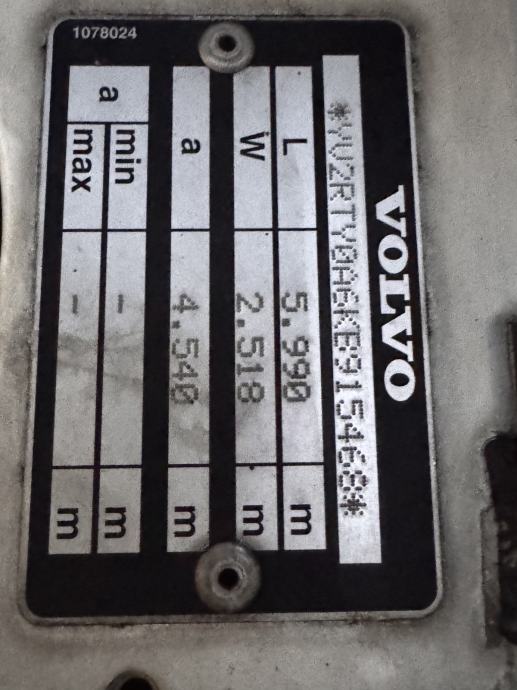 VOLVO
*YV2RTY0A6KB915468*
L 5.990 m
W 2.518 m
a 4.540 m
a min - m
max - m
1078024